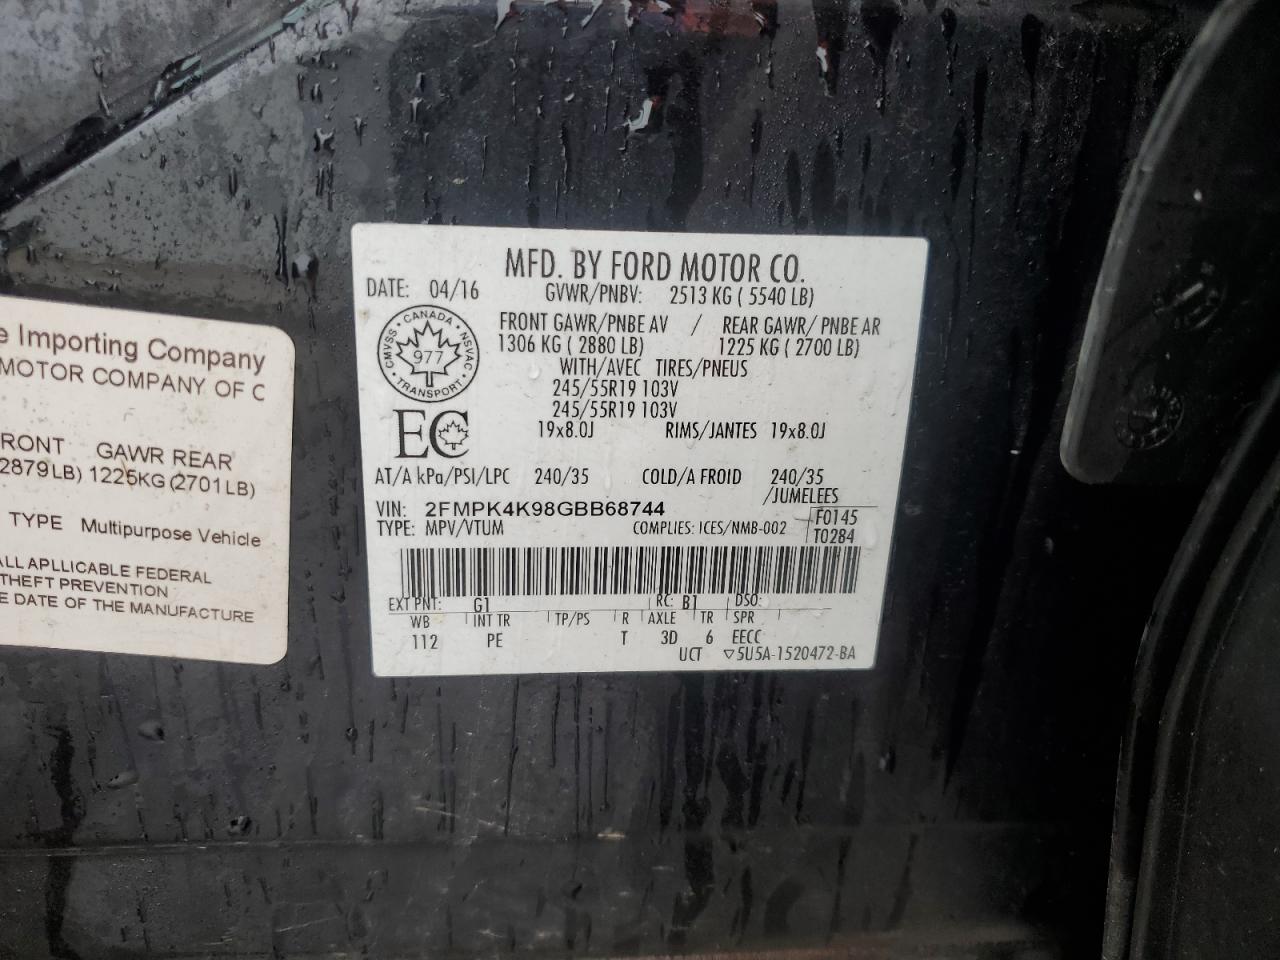 e Importing Company
MOTOR COMPANY OF C
RONT GAWR REAR
2879LB) 1225KG (2701LB)
TYPE Multipurpose Vehicle
ALL APLLICABLE FEDERAL
THEFT PREVENTION
E DATE OF THE MANUFACTURE
MFD. BY FORD MOTOR CO.
DATE: 04/16 GVWR/PNBV: 2513 KG ( 5540 LB)
CANADA
CMVSS NSVAC
977
TRANSPORT
FRONT GAWR/PNBE AV / REAR GAWR/ PNBE AR
1306 KG ( 2880 LB) 1225 KG ( 2700 LB)
WITH/AVEC TIRES/PNEUS
245/55R19 103V
245/55R19 103V
EC
19x8.0J RIMS/JANTES 19x8.0J
AT/A kPa/PSI/LPC 240/35 COLD/A FROID 240/35
/JUMELEES
VIN: 2FMPK4K98GBB68744
F0145
TYPE: MPV/VTUM COMPLIES: ICES/NMB-002
T0284
EXT PNT: G1 RC: B1 DSO:
WB INT TR TP/PS R AXLE TR SPR
112 PE T 3D 6 EECC
UCT ▽5U5A-1520472-BA